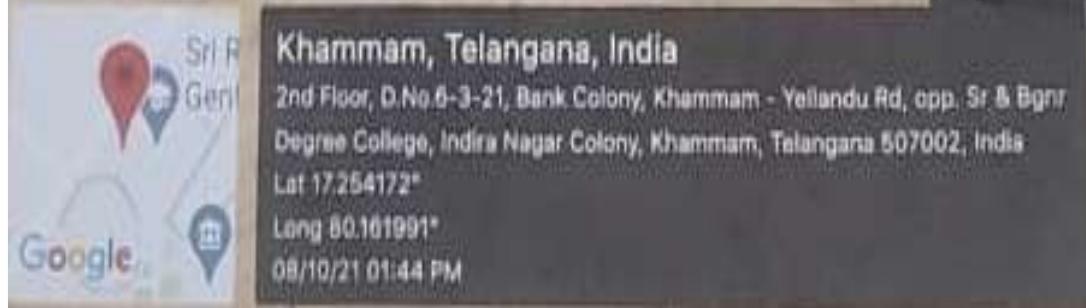 Sri R
Geri
Google
Khammam, Telangana, India
2nd Floor, D.No.6-3-21, Bank Colony, Khammam - Yellandu Rd, opp. Sr & Bgnr
Degree College, Indira Nagar Colony, Khammam, Telangana 507002, India
Lat 17.254172°
Long 80.161991°
08/10/21 01:44 PM